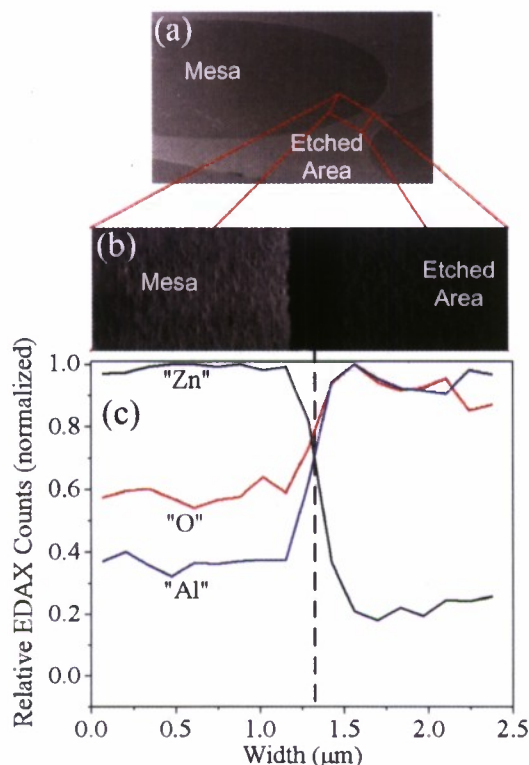 (a)
Mesa
Etched
Area
(b)
Mesa
Etched
Area
(c)
"Zn"
"O"
"Al"
Relative EDAX Counts (normalized)
1.0
0.8
0.6
0.4
0.2
0.0
0.0
0.5
1.0
1.5
2.0
2.5
Width (μm)